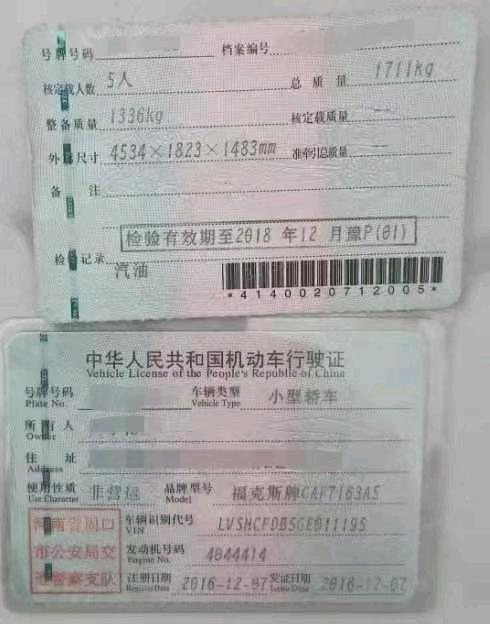 号牌号码 档案编号
核定载人数 5人 总质量 1711kg
整备质量 1336kg 核定载质量
外廓尺寸 4534×1823×1483mm 准牵引总质量
备注
检验有效期至2018 年12 月豫P(01)
检验记录
汽油
*4140020712005*
中华人民共和国机动车行驶证
Vehicle License of the People's Republic of China
号牌号码 车辆类型 小型轿车
Plate No. Vehicle Type
所有人
Owner
住址
Address
使用性质 非营运 品牌型号 福克斯牌CAF7163A5
Use Character Model
河南省周口 车辆识别代号
VIN
市公安局交 发动机号码 4844414
Engine No.
通警察支队 注册日期 2016-12-07 发证日期 2016-12-07
Register Date Issue Date